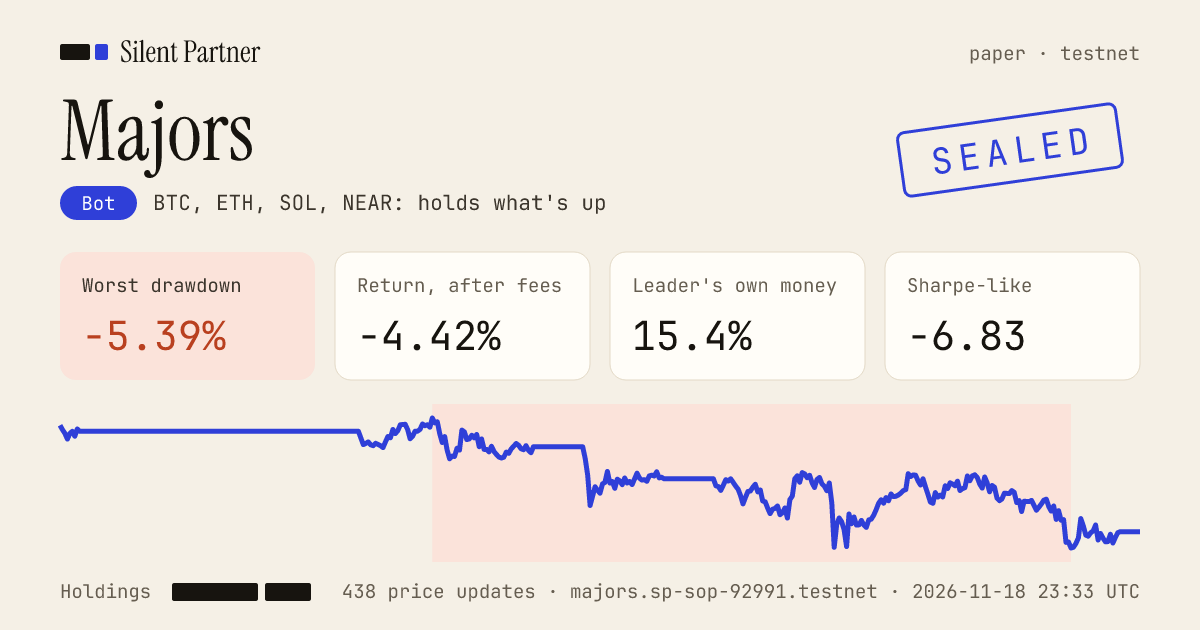 Silent Partner
paper · testnet
Majors
SEALED
Bot
BTC, ETH, SOL, NEAR: holds what's up
Worst drawdown
-5.39%
Return, after fees
-4.42%
Leader's own money
15.4%
Sharpe-like
-6.83
Holdings
438 price updates · majors.sp-sop-92991.testnet · 2026-11-18 23:33 UTC